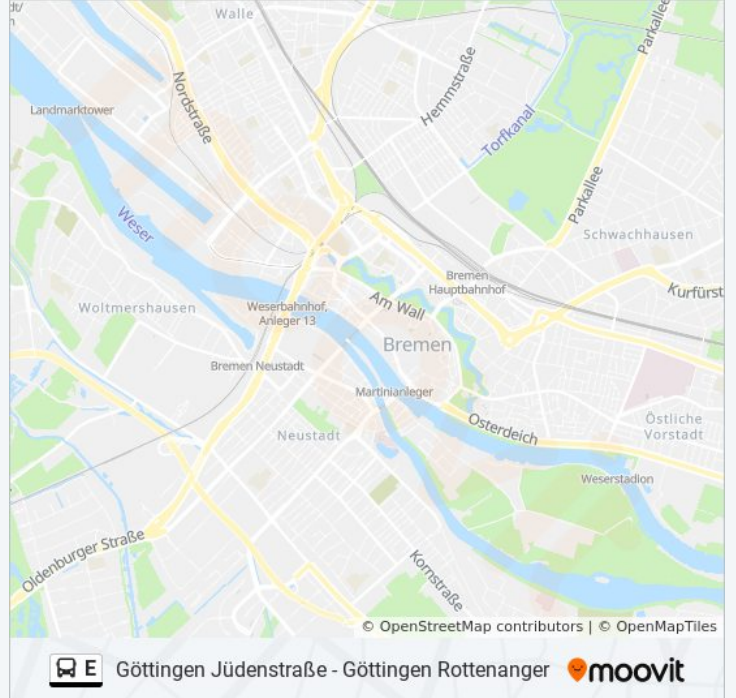 dt/
Walle
Parkallee
Nordstraße
Hemmstraße
Landmarktower
Torfkanal
Parkallee
Weser
Schwachhausen
Bremen
Hauptbahnhof
Kurfürst
Woltmershausen
Weserbahnhof,
Anleger 13
Am Wall
Bremen
Bremen Neustadt
Martinianleger
Neustadt
Osterdeich
Östliche
Vorstadt
Weserstadion
Oldenburger Straße
Kornstraße
© OpenStreetMap contributors | © OpenMapTiles
E Göttingen Jüdenstraße - Göttingen Rottenanger moovit